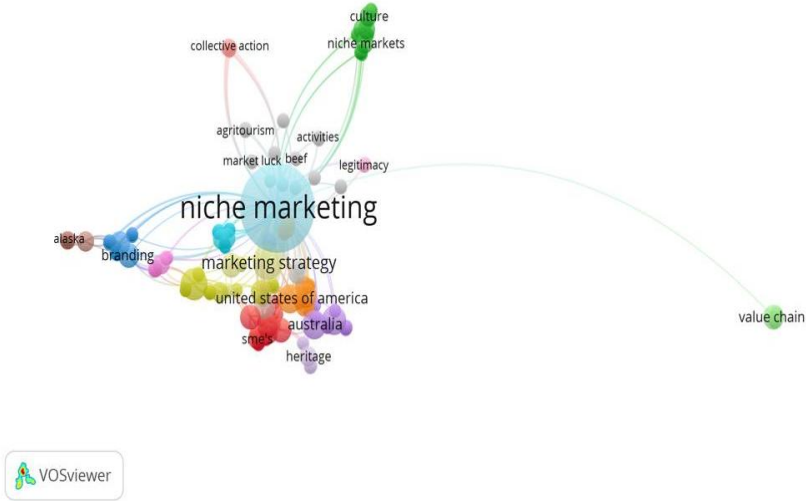 culture
collective action
niche markets
agritourism
activities
market luck
beef
legitimacy
niche marketing
alaska
branding
marketing strategy
united states of america
value chain
australia
sme's
heritage
VOSviewer